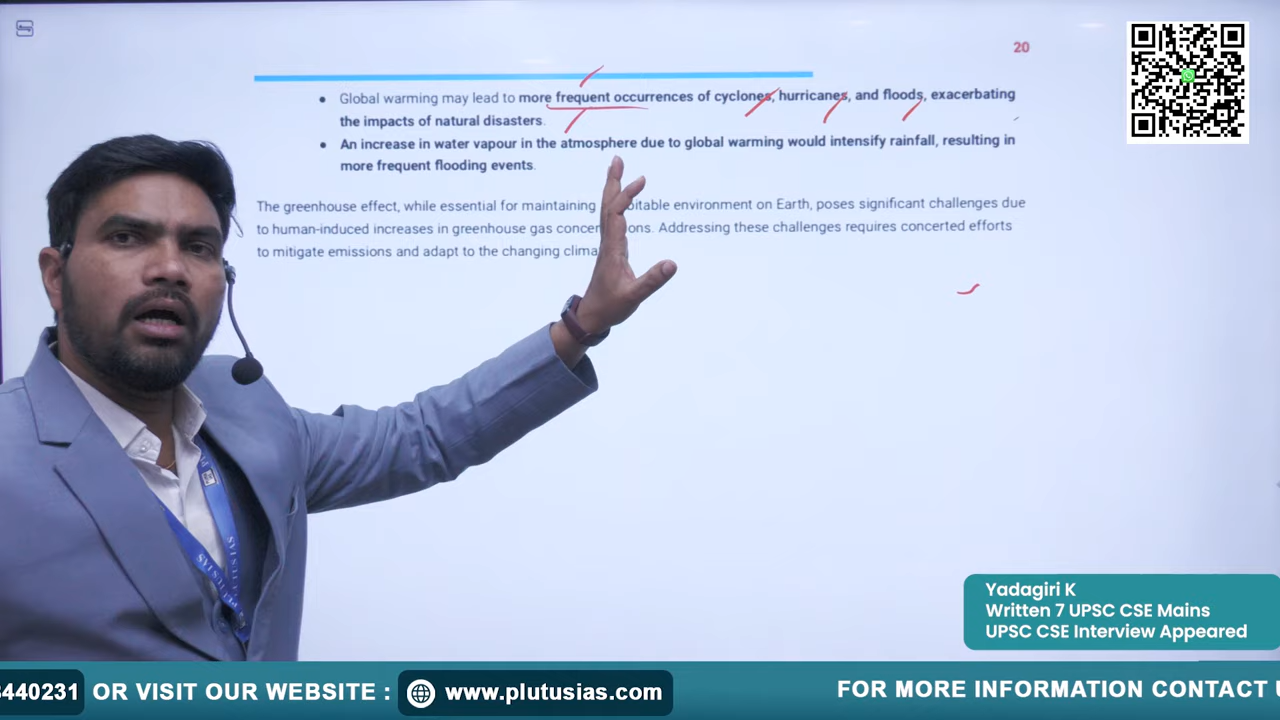 20
• Global warming may lead to more frequent occurrences of cyclones, hurricanes, and floods, exacerbating
the impacts of natural disasters.
• An increase in water vapour in the atmosphere due to global warming would intensify rainfall, resulting in
more frequent flooding events.
The greenhouse effect, while essential for maintaining itable environment on Earth, poses significant challenges due
to human-induced increases in greenhouse gas concen ons. Addressing these challenges requires concerted efforts
to mitigate emissions and adapt to the changing clima
PLUTUS IAS
Yadagiri K
Written 7 UPSC CSE Mains
UPSC CSE Interview Appeared
440231 OR VISIT OUR WEBSITE : www.plutusias.com FOR MORE INFORMATION CONTACT U